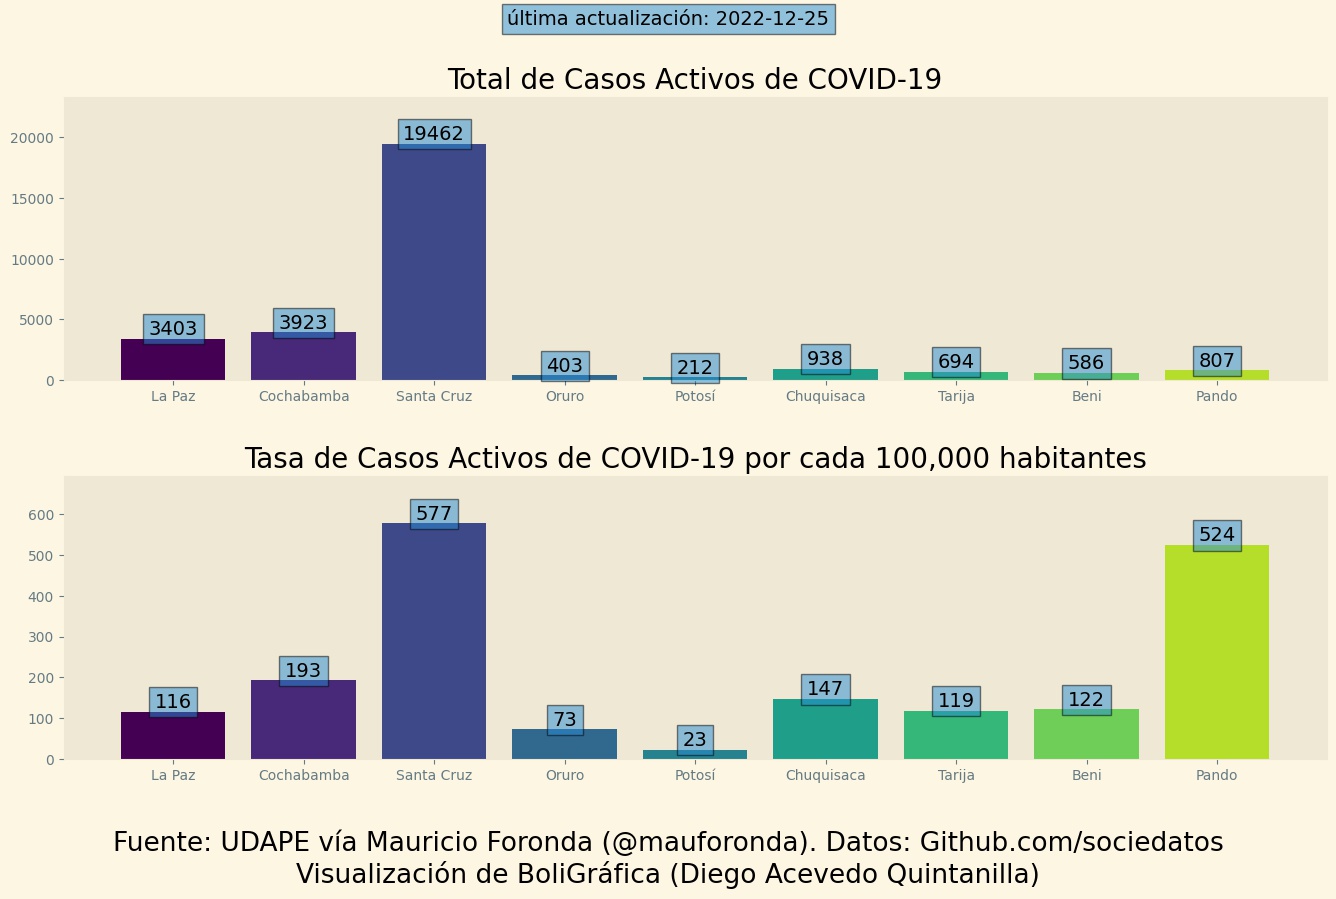 última actualización: 2022-12-25
Total de Casos Activos de COVID-19
20000
15000
10000
5000
0
3403
3923
19462
403
212
938
694
586
807
La Paz
Cochabamba
Santa Cruz
Oruro
Potosí
Chuquisaca
Tarija
Beni
Pando
Tasa de Casos Activos de COVID-19 por cada 100,000 habitantes
600
500
400
300
200
100
0
116
193
577
73
23
147
119
122
524
La Paz
Cochabamba
Santa Cruz
Oruro
Potosí
Chuquisaca
Tarija
Beni
Pando
Fuente: UDAPE vía Mauricio Foronda (@mauforonda). Datos: Github.com/sociedatos
Visualización de BoliGráfica (Diego Acevedo Quintanilla)